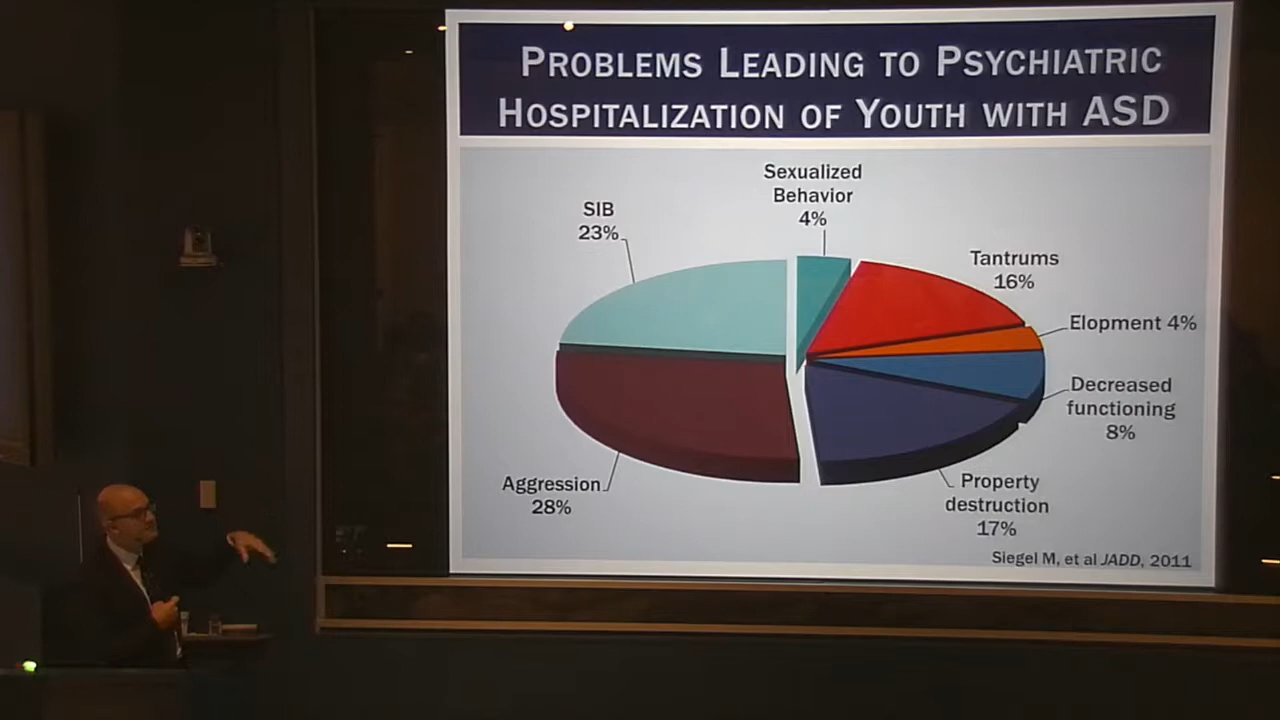 PROBLEMS LEADING TO PSYCHIATRIC
HOSPITALIZATION OF YOUTH WITH ASD
Sexualized
Behavior
4%
SIB
23%
Tantrums
16%
Elopment 4%
Decreased
functioning
8%
Aggression
28%
Property
destruction
17%
Siegel M, et al JADD, 2011